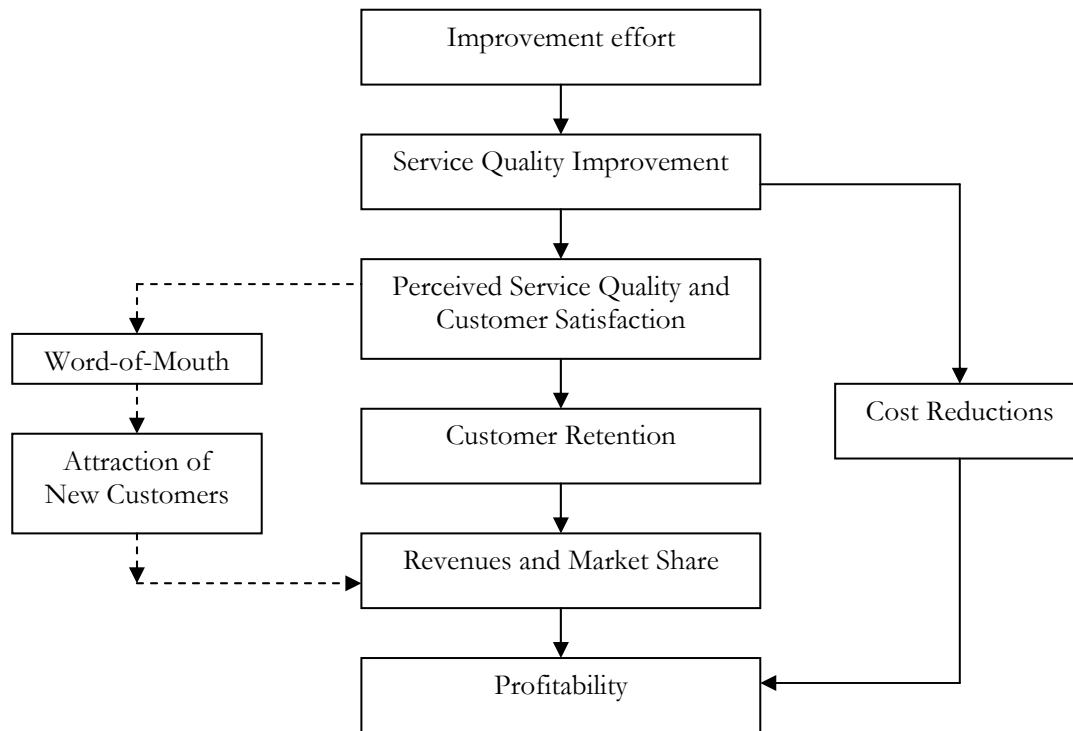 Improvement effort
Service Quality Improvement
Perceived Service Quality and
Customer Satisfaction
Word-of-Mouth
Cost Reductions
Customer Retention
Attraction of
New Customers
Revenues and Market Share
Profitability